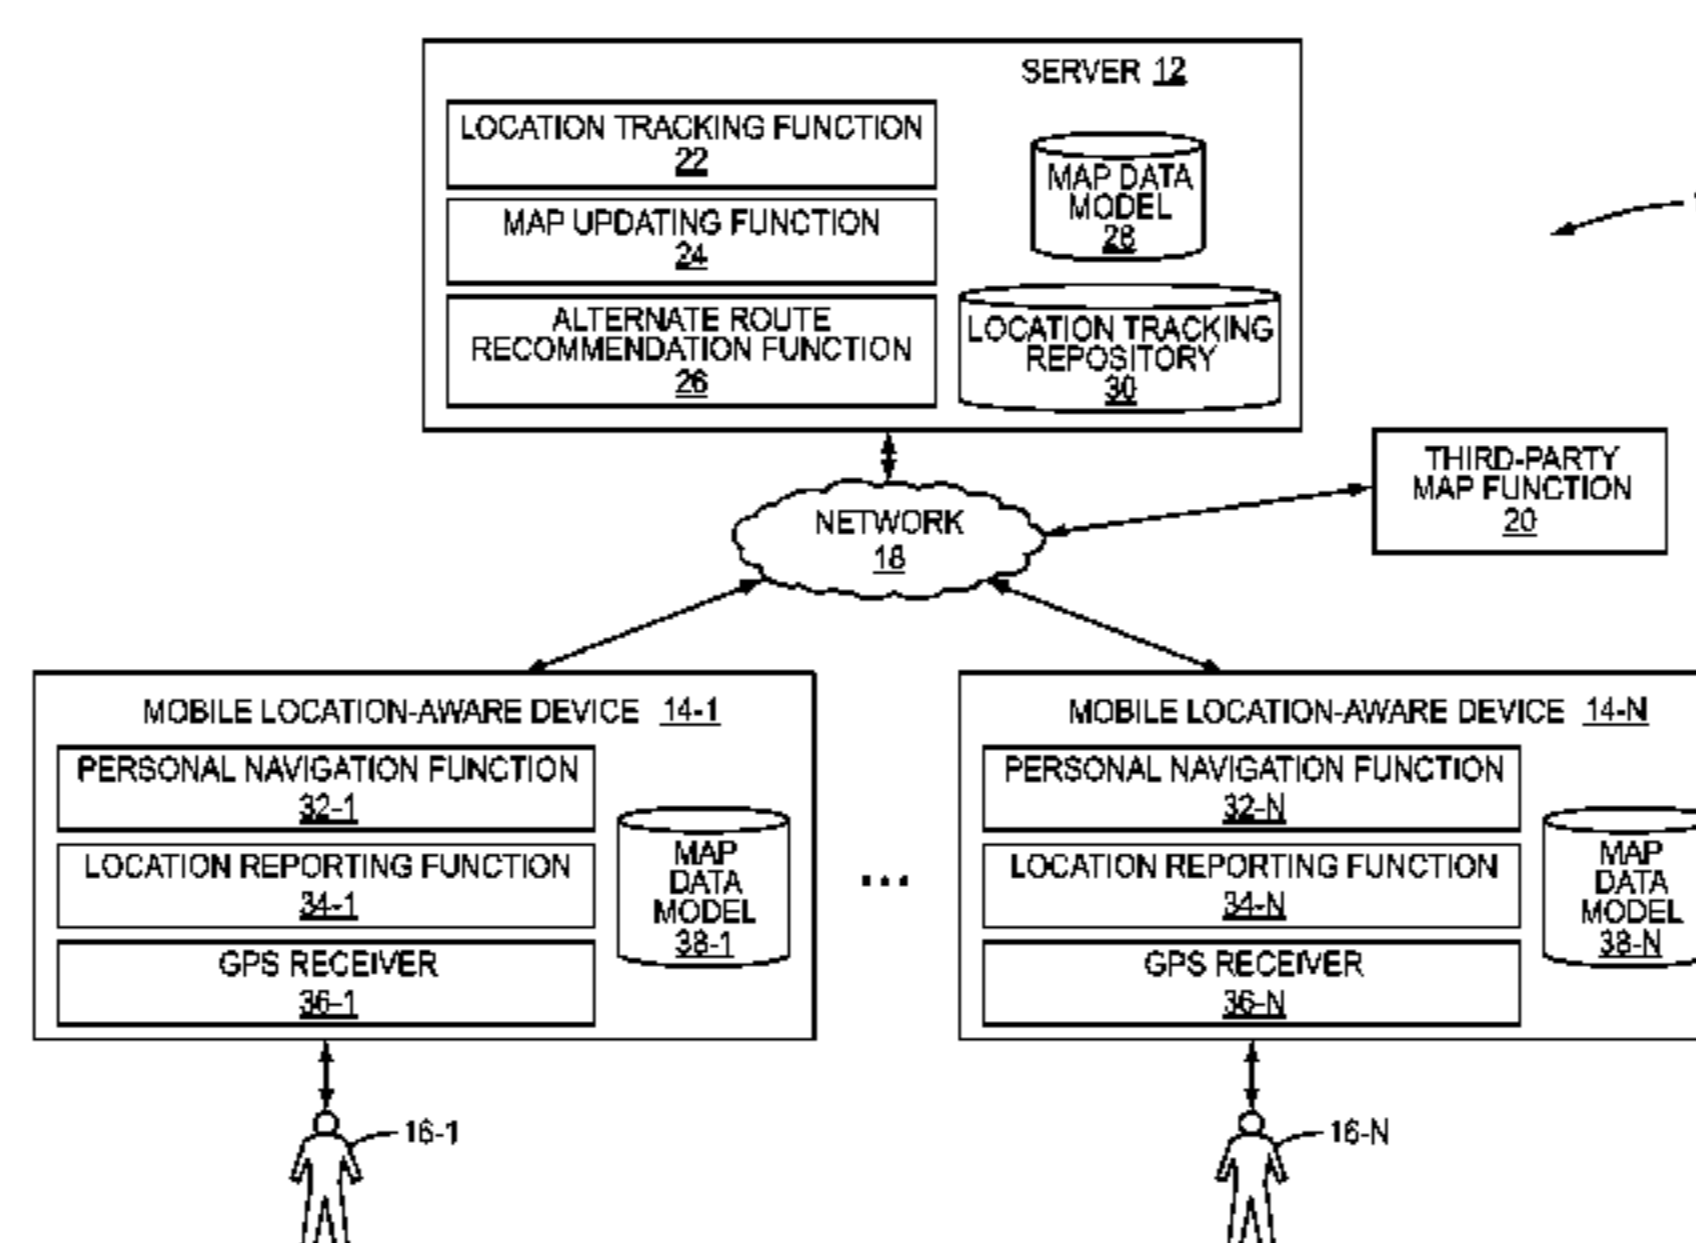 SERVER 12
LOCATION TRACKING FUNCTION
22
MAP UPDATING FUNCTION
24
ALTERNATE ROUTE
RECOMMENDATION FUNCTION
26
MAP DATA
MODEL
28
LOCATION TRACKING
REPOSITORY
30
THIRD-PARTY
MAP FUNCTION
20
NETWORK
18
MOBILE LOCATION-AWARE DEVICE 14-1
PERSONAL NAVIGATION FUNCTION
32-1
LOCATION REPORTING FUNCTION
34-1
GPS RECEIVER
36-1
MAP
DATA
MODEL
38-1
...
MOBILE LOCATION-AWARE DEVICE 14-N
PERSONAL NAVIGATION FUNCTION
32-N
LOCATION REPORTING FUNCTION
34-N
GPS RECEIVER
36-N
MAP
DATA
MODEL
38-N
16-1
16-N